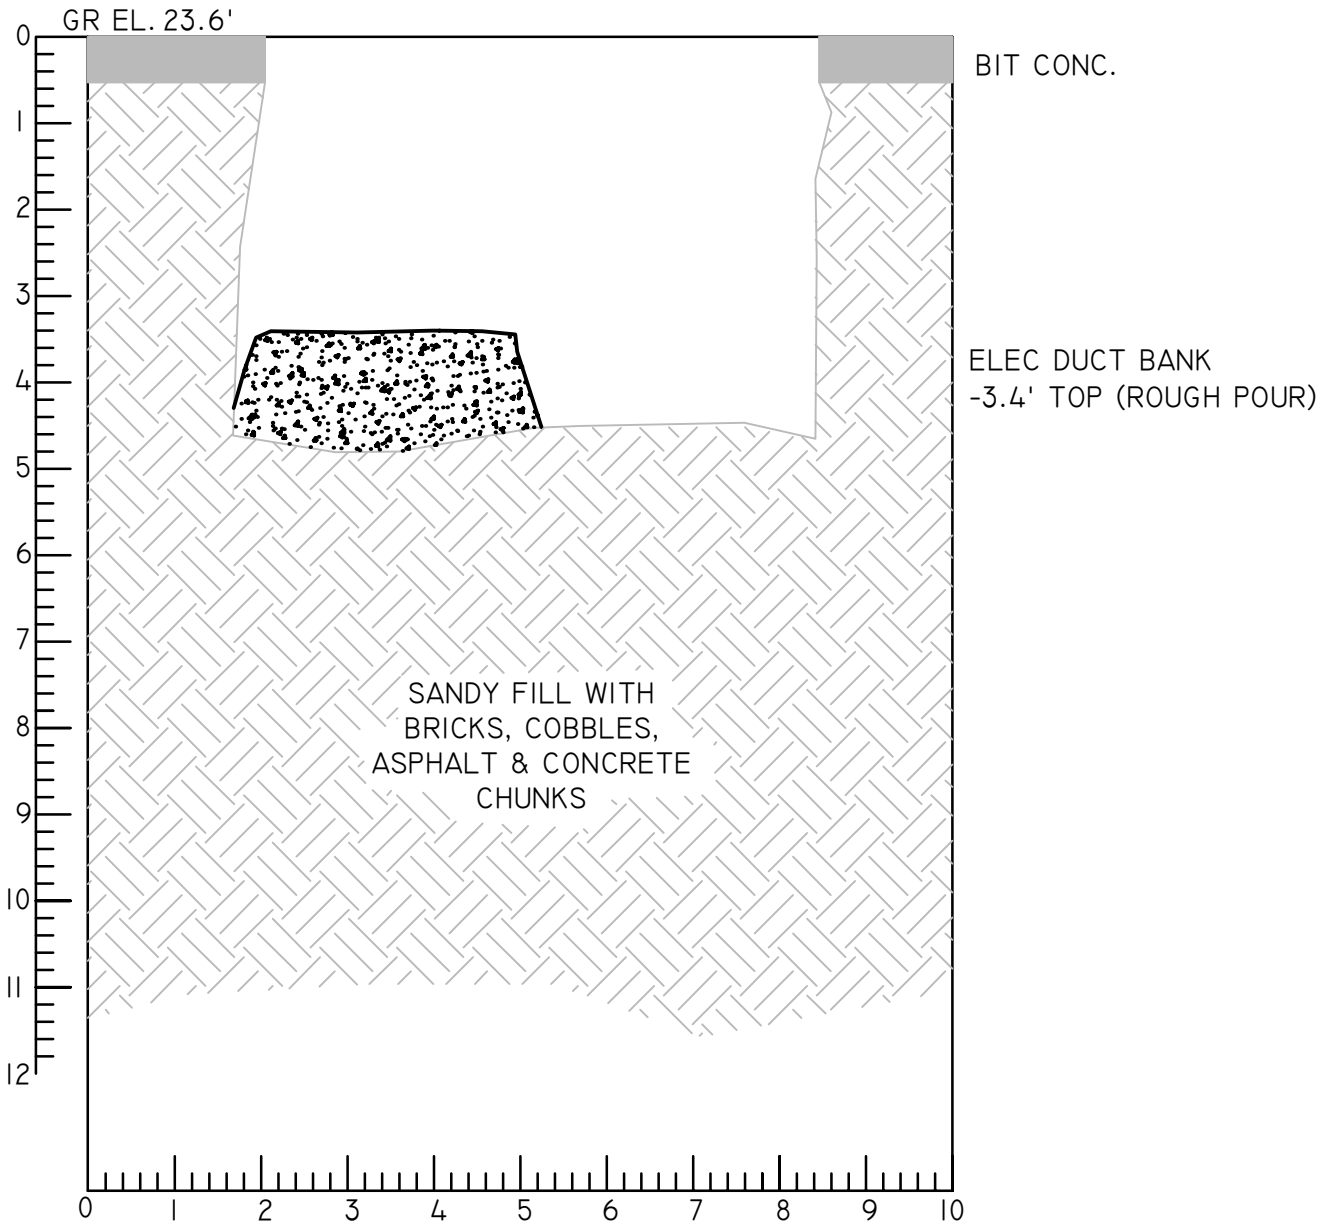 GR EL. 23.6'
0
1
2
3
4
5
6
7
8
9
10
11
12
BIT CONC.
ELEC DUCT BANK
-3.4' TOP (ROUGH POUR)
SANDY FILL WITH
BRICKS, COBBLES,
ASPHALT & CONCRETE
CHUNKS
0 1 2 3 4 5 6 7 8 9 10